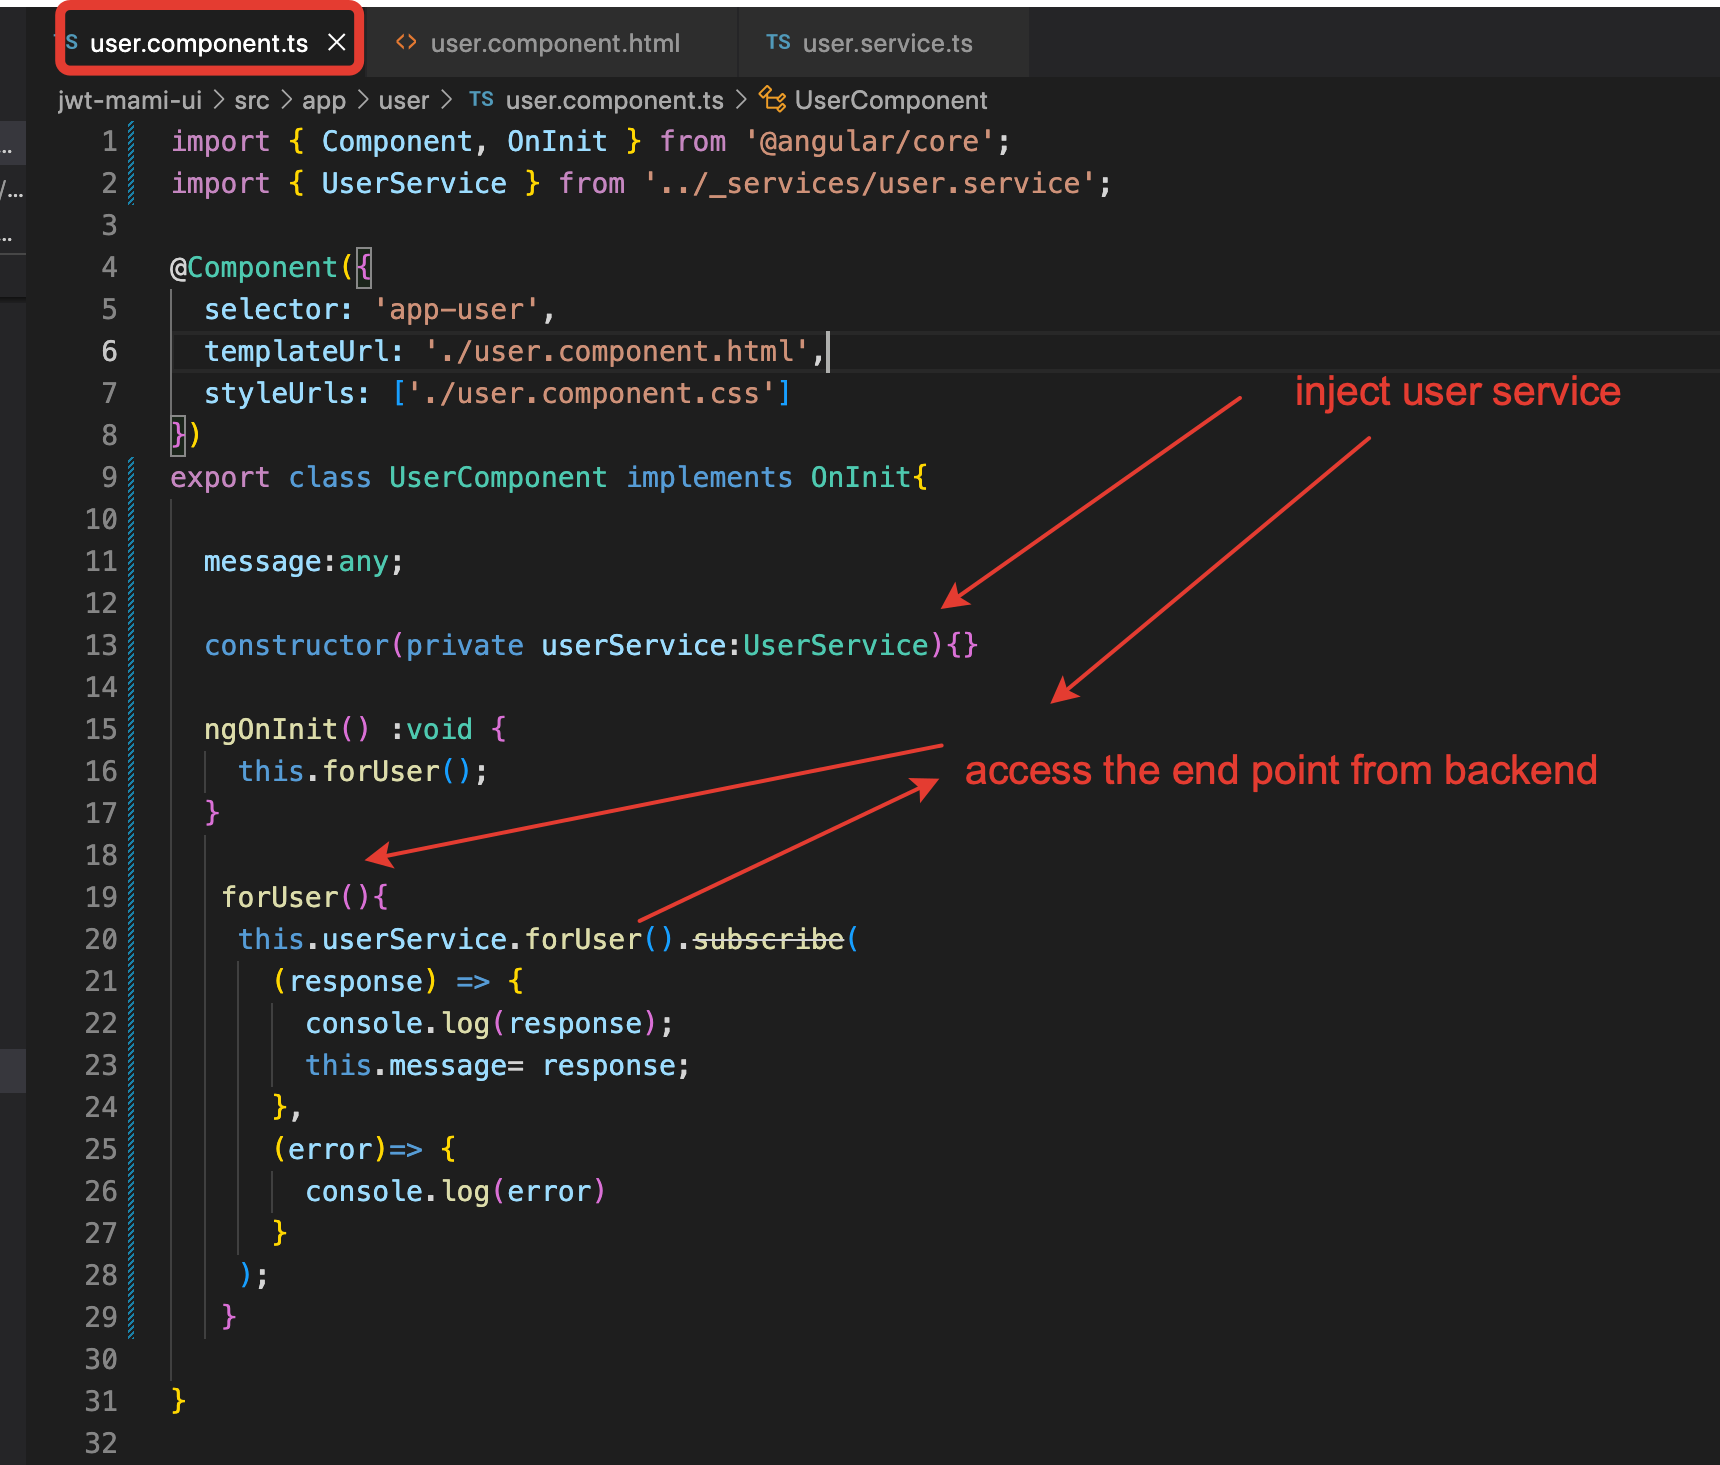 TS user.component.ts × <> user.component.html TS user.service.ts
jwt-mami-ui > src > app > user > TS user.component.ts > UserComponent
1 import { Component, OnInit } from '@angular/core';
2 import { UserService } from '../_services/user.service';
3
4 @Component({
5 selector: 'app-user',
6 templateUrl: './user.component.html',
7 styleUrls: ['./user.component.css']
inject user service
8 })
9 export class UserComponent implements OnInit{
10
11 message:any;
12
13 constructor(private userService:UserService){}
14
15 ngOnInit() :void {
16 this.forUser();
access the end point from backend
17 }
18
19 forUser(){
20 this.userService.forUser().subscribe(
21 (response) => {
22 console.log(response);
23 this.message= response;
24 },
25 (error)=> {
26 console.log(error)
27 }
28 );
29 }
30
31 }
32